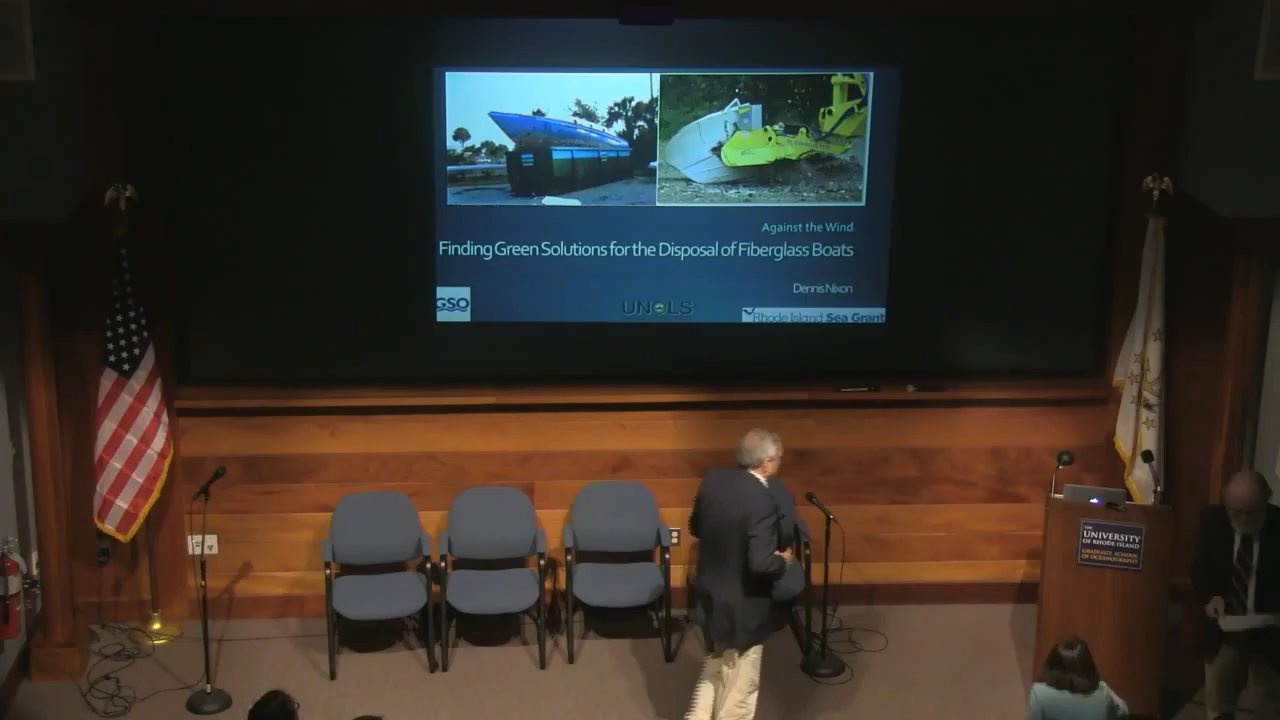 Against the Wind
Finding Green Solutions for the Disposal of Fiberglass Boats
Dennis Nixon
GSO
UNOLS
Rhode Island Sea Grant
THE
UNIVERSITY
OF RHODE ISLAND
GRADUATE SCHOOL
OF OCEANOGRAPHY